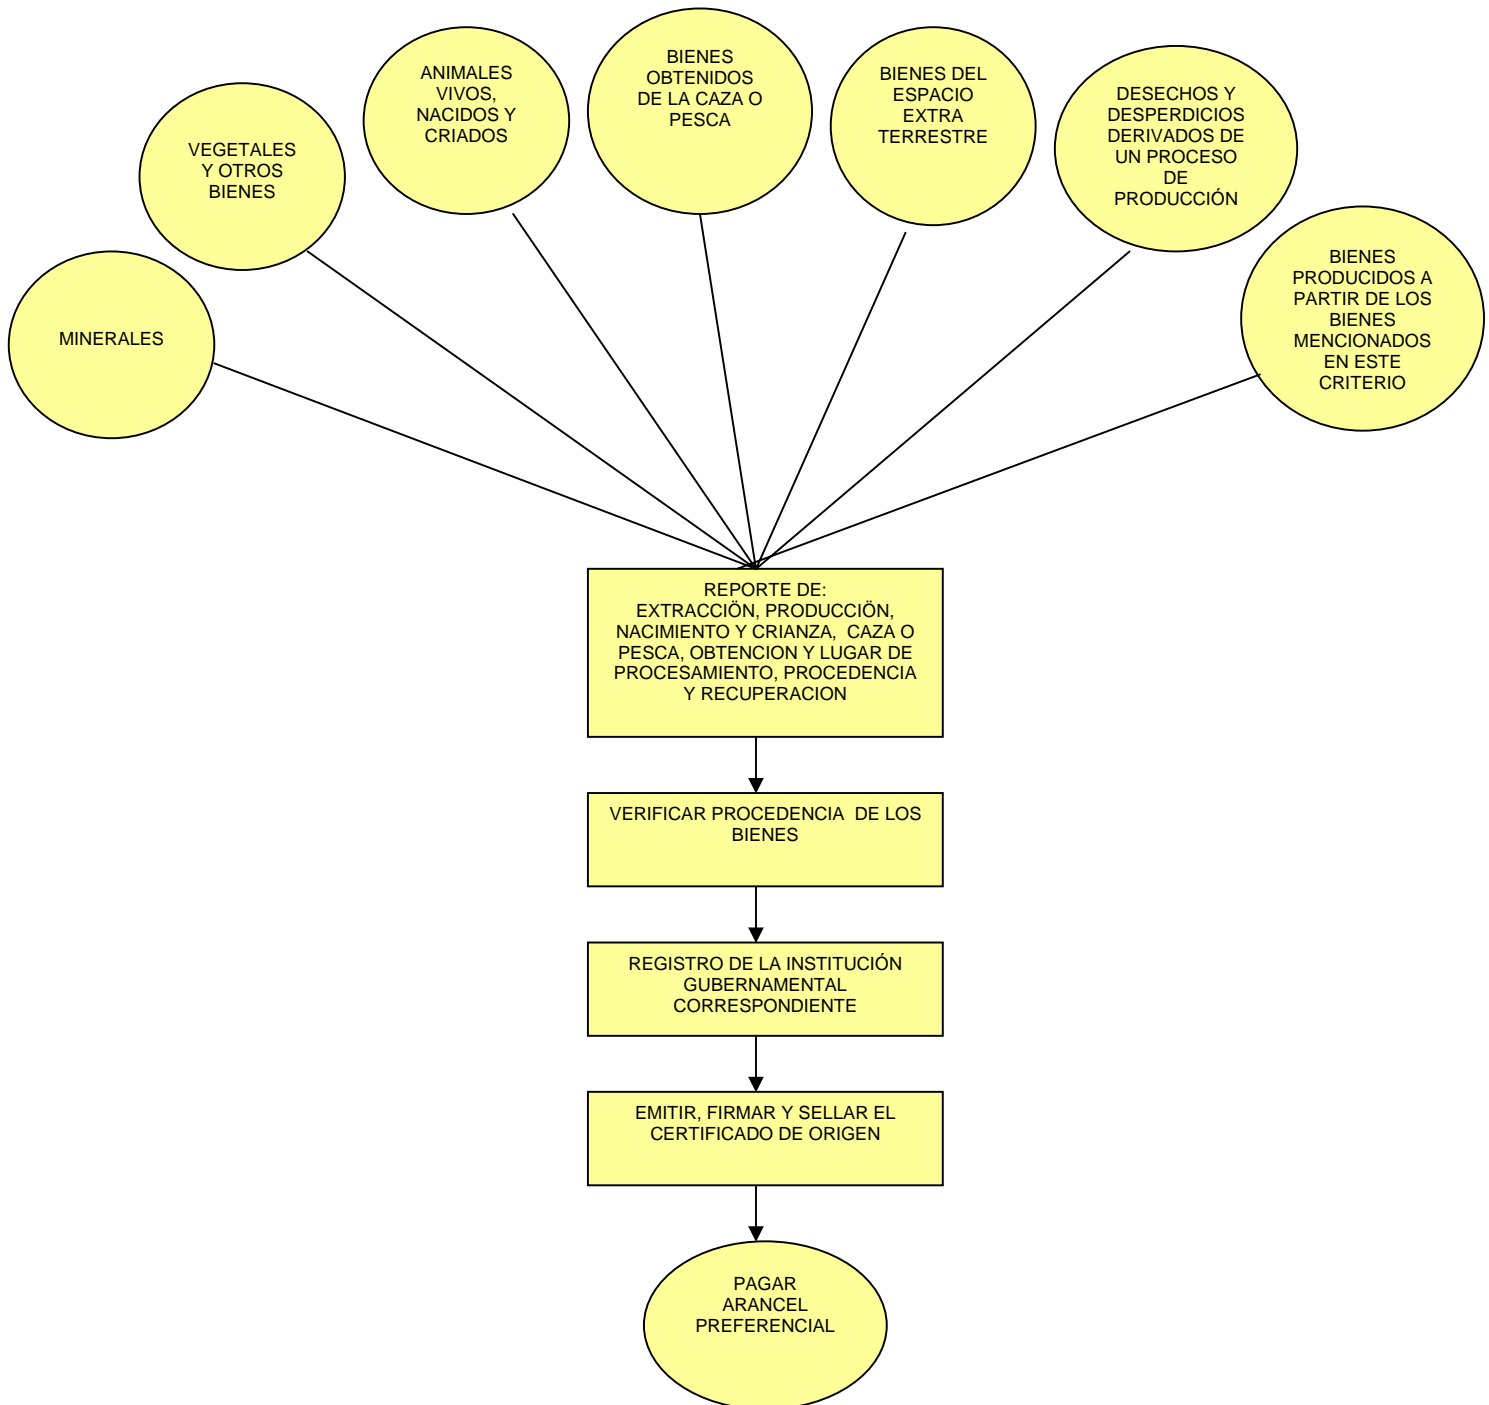 MINERALES
VEGETALES
Y OTROS
BIENES
ANIMALES
VIVOS,
NACIDOS Y
CRIADOS
BIENES
OBTENIDOS
DE LA CAZA O
PESCA
BIENES DEL
ESPACIO
EXTRA
TERRESTRE
DESECHOS Y
DESPERDICIOS
DERIVADOS DE
UN PROCESO
DE
PRODUCCIÓN
BIENES
PRODUCIDOS A
PARTIR DE LOS
BIENES
MENCIONADOS
EN ESTE
CRITERIO
REPORTE DE:
EXTRACCIÖN, PRODUCCIÖN,
NACIMIENTO Y CRIANZA, CAZA O
PESCA, OBTENCION Y LUGAR DE
PROCESAMIENTO, PROCEDENCIA
Y RECUPERACION
VERIFICAR PROCEDENCIA DE LOS
BIENES
REGISTRO DE LA INSTITUCIÓN
GUBERNAMENTAL
CORRESPONDIENTE
EMITIR, FIRMAR Y SELLAR EL
CERTIFICADO DE ORIGEN
PAGAR
ARANCEL
PREFERENCIAL